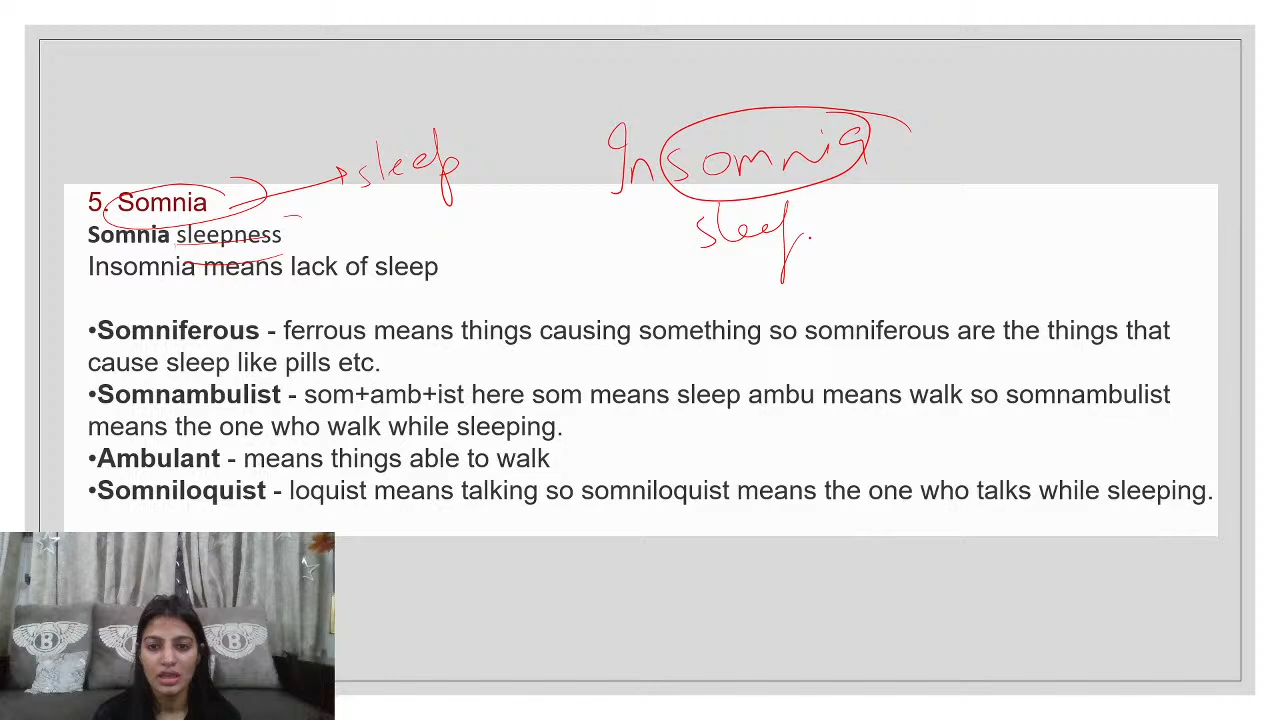 Insomnia
sleep
sleep.
5. Somnia
Somnia sleepness
Insomnia means lack of sleep
•Somniferous - ferrous means things causing something so somniferous are the things that
cause sleep like pills etc.
•Somnambulist - som+amb+ist here som means sleep ambu means walk so somnambulist
means the one who walk while sleeping.
•Ambulant - means things able to walk
•Somniloquist - loquist means talking so somniloquist means the one who talks while sleeping.
B
B